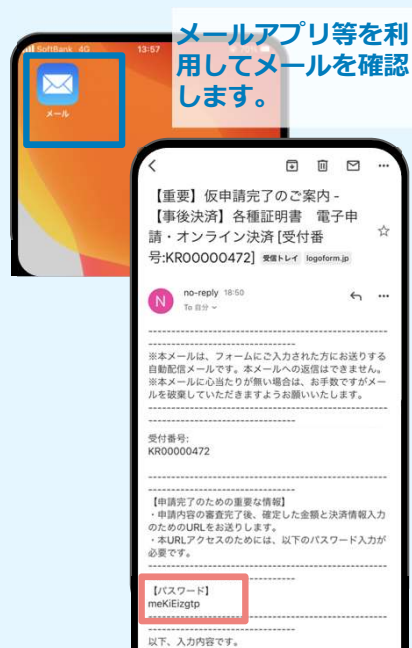 メールアプリ等を利
用してメールを確認
します。
SoftBank 4G
13:57
メール
【重要】仮申請完了のご案内 -
【事後決済】各種証明書 電子申
請・オンライン決済 [受付番
号:KR00000472] 受信トレイ logoform.jp
N
no-reply 18:50
To 自分
--------------------------------------------------
------------------------------
※本メールは、フォームにご入力された方にお送りする
自動配信メールです。本メールへの返信はできません。
※本メールに心当たりが無い場合は、お手数ですがメー
ルを破棄していただきますようお願いいたします。
--------------------------------------------------
------------------------------
受付番号:
KR00000472
--------------------------------------------------
------------------------------
【申請完了のための重要な情報】
・申請内容の審査完了後、確定した金額と決済情報入力
のためのURLをお送りします。
・本URLアクセスのためには、以下のパスワード入力が
必要です。
--------------------------------------------------
------------------------------
【パスワード】
meKiEizgtp
--------------------------------------------------
------------------------------
以下、入力内容です。